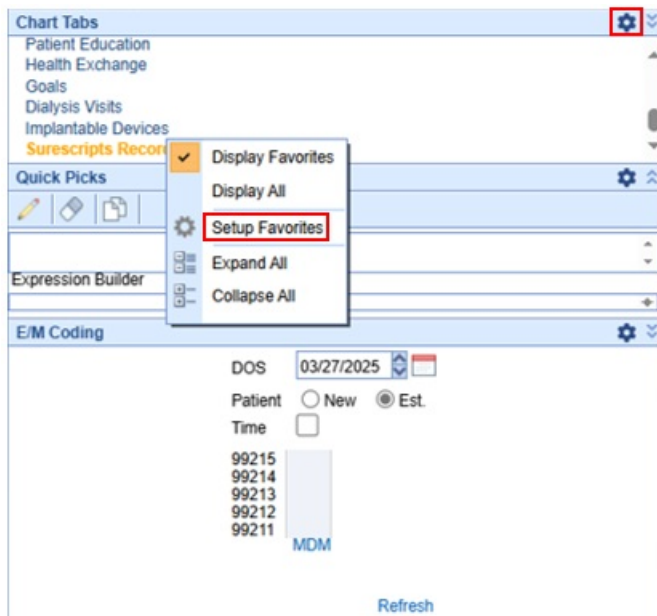 Chart Tabs
Patient Education
Health Exchange
Goals
Dialysis Visits
Implantable Devices
Surescripts Recor
Display Favorites
Display All
Setup Favorites
Expand All
Collapse All
Quick Picks
Expression Builder
E/M Coding
DOS 03/27/2025
Patient New Est.
Time
99215
99214
99213
99212
99211
MDM
Refresh